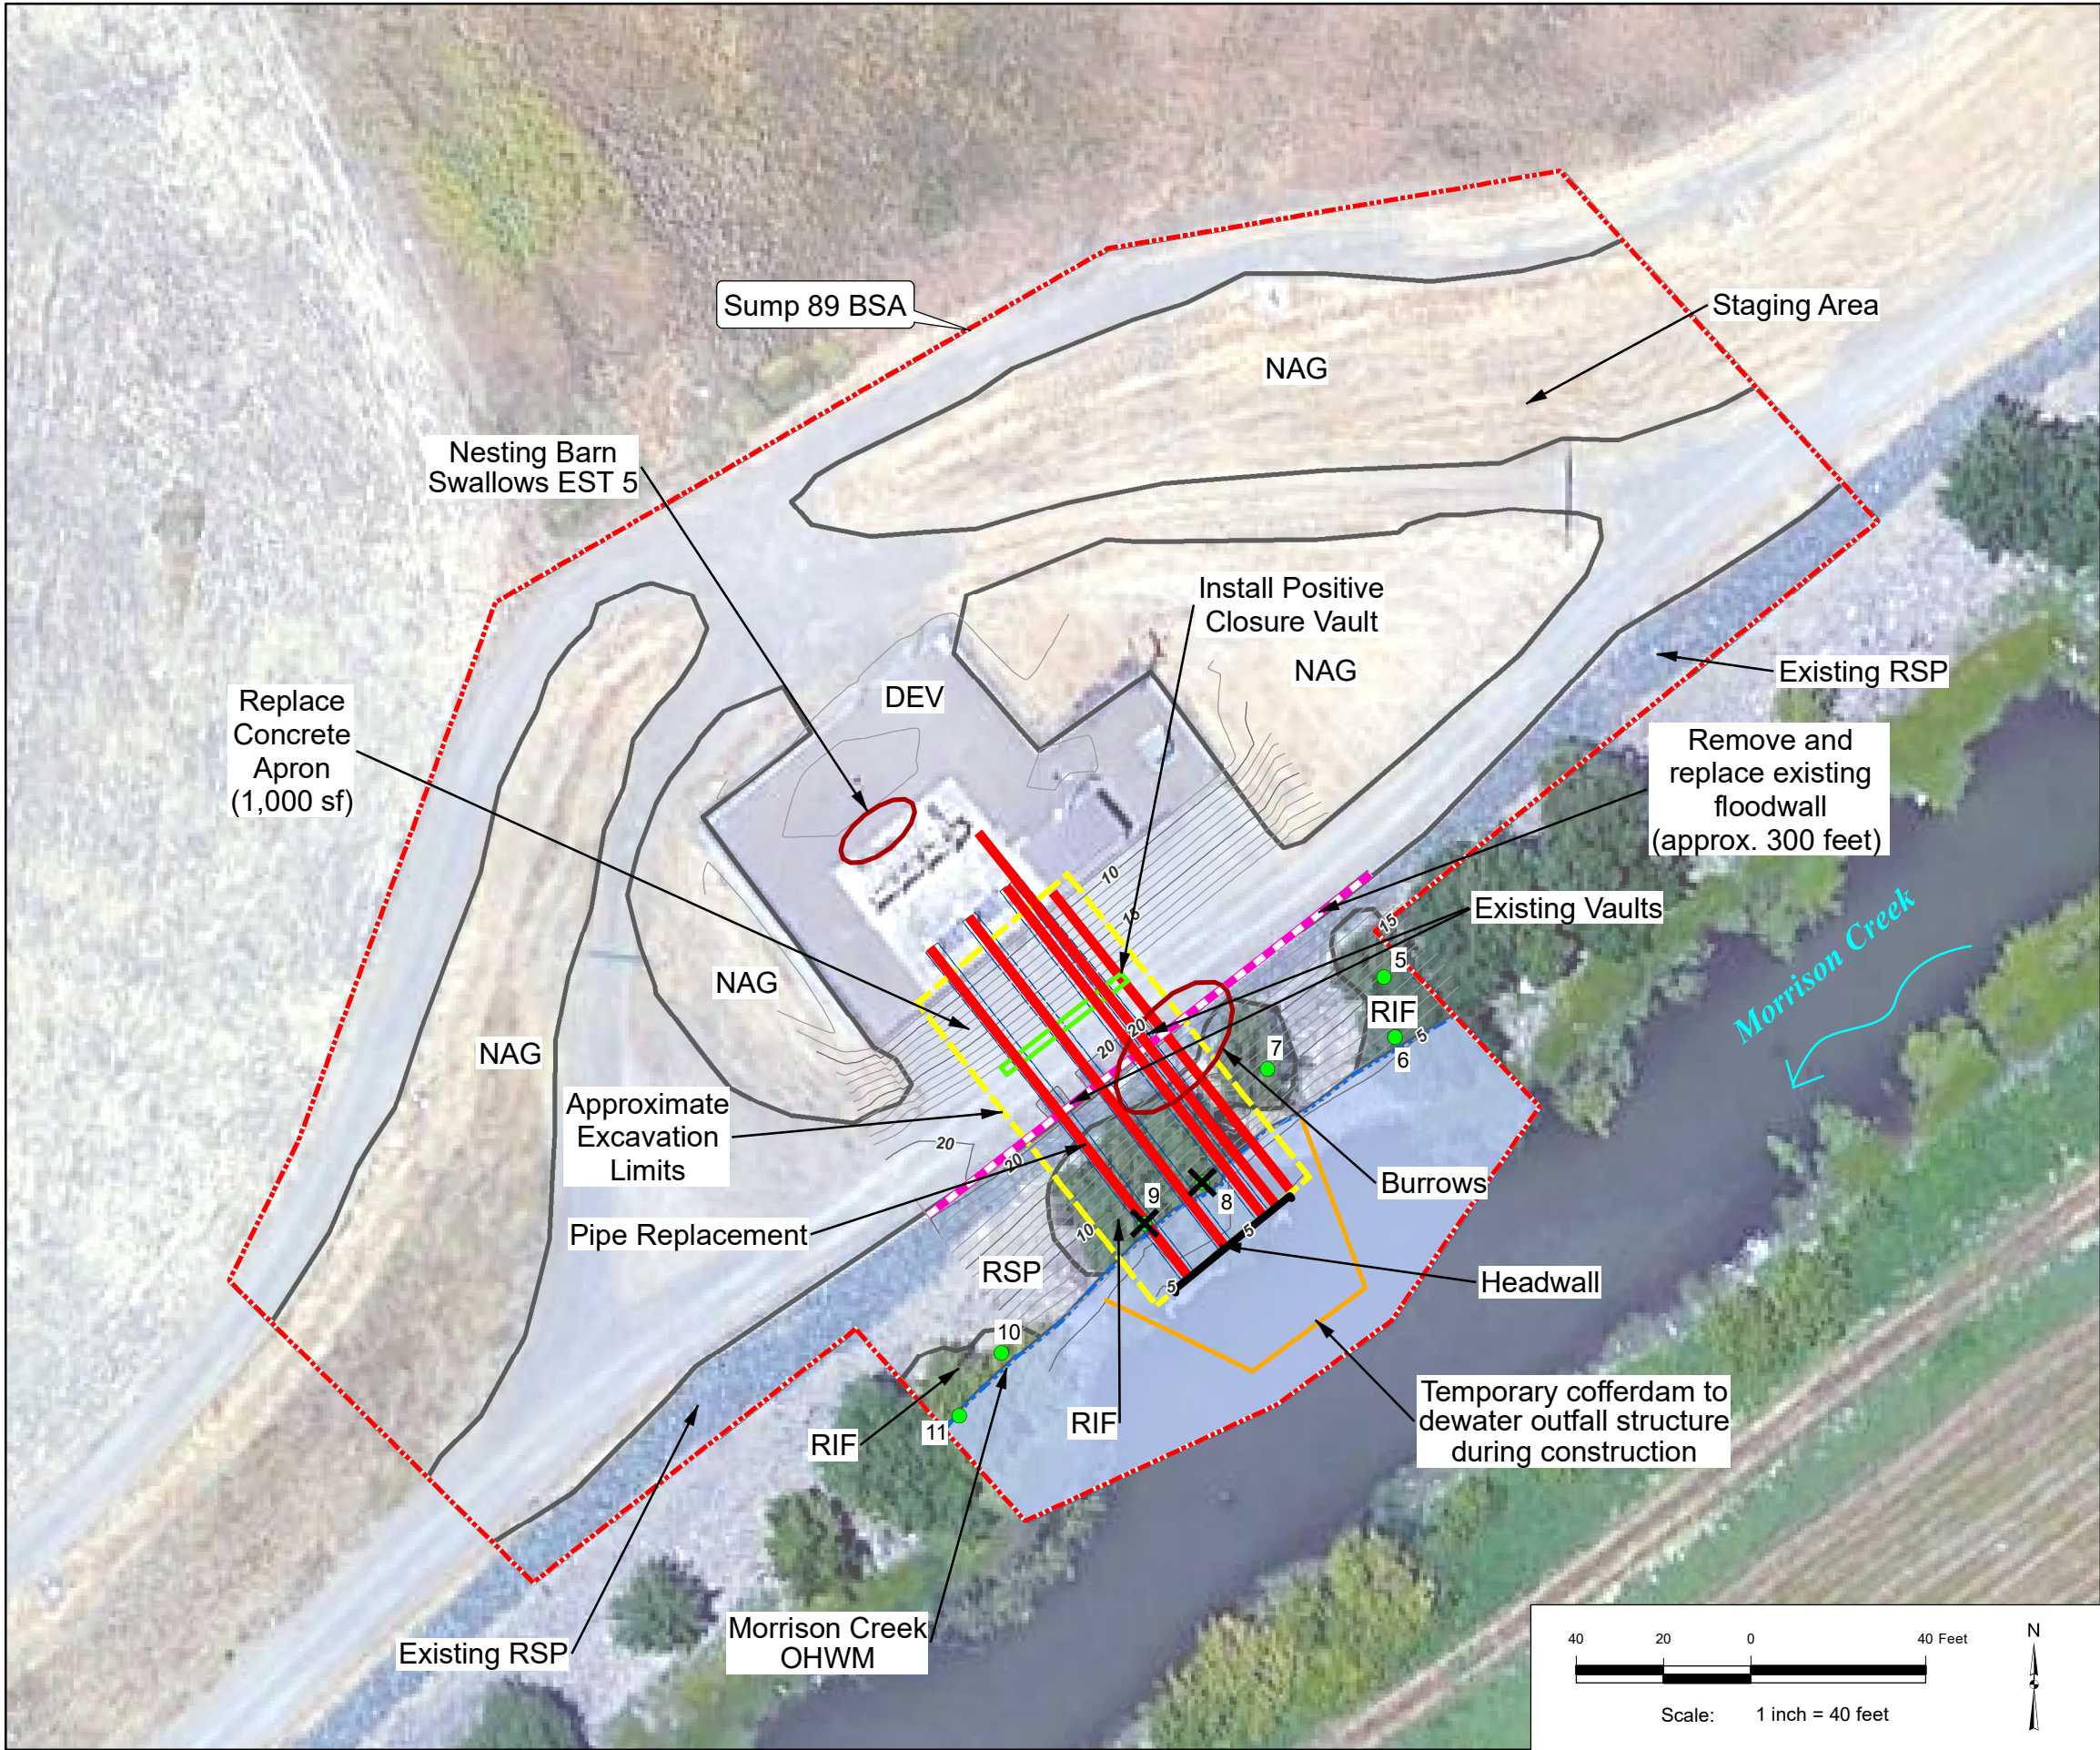 Sump 89 BSA
Staging Area
NAG
Nesting Barn
Swallows EST 5
Install Positive
Closure Vault
NAG
Existing RSP
DEV
Replace
Concrete
Apron
(1,000 sf)
Remove and
replace existing
floodwall
(approx. 300 feet)
10
15
Existing Vaults
15
Morrison Creek
5
NAG
RIF
20
20
5
6
7
NAG
Approximate
Excavation
Limits
20
20
Burrows
9
8
10
Pipe Replacement
5
RSP
5
Headwall
10
Temporary cofferdam to
dewater outfall structure
during construction
RIF
RIF
11
Existing RSP
Morrison Creek
OHWM
40
20
0
40 Feet
N
Scale: 1 inch = 40 feet